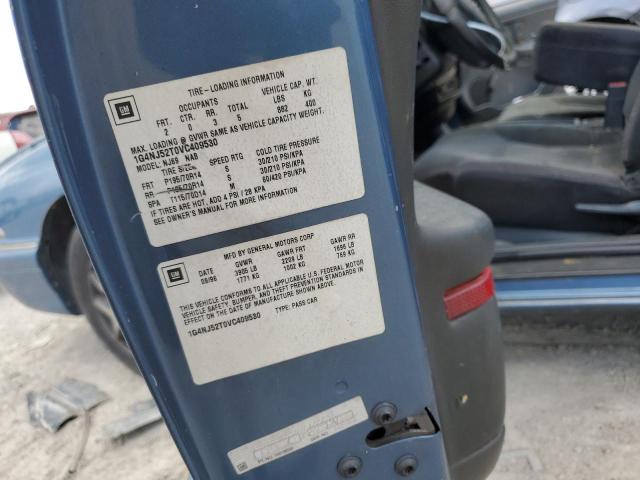 GM
TIRE-LOADING INFORMATION
OCCUPANTS VEHICLE CAP. WT.
FRT. CTR. RR. TOTAL LBS KG
2 0 3 5 882 400
MAX. LOADING @ GVWR SAME AS VEHICLE CAPACITY WEIGHT.
1G4NJ52T0VC409530
MODEL: NJ69 NAB
TIRE SIZE SPEED RTG COLD TIRE PRESSURE
FRT P195/70R14 S 30/210 PSI/KPA
RR P195/70R14 S 30/210 PSI/KPA
SPA T115/70D14 M 60/420 PSI/KPA
IF TIRES ARE HOT, ADD 4 PSI / 28 KPA
SEE OWNER'S MANUAL FOR MORE INFORMATION
GM
MFD BY GENERAL MOTORS CORP
DATE GVWR GAWR FRT GAWR RR
09/96 3905 LB 2209 LB 1696 LB
1771 KG 1002 KG 769 KG
THIS VEHICLE CONFORMS TO ALL APPLICABLE U.S. FEDERAL MOTOR
VEHICLE SAFETY, BUMPER, AND THEFT PREVENTION STANDARDS IN
EFFECT ON THE DATE OF MANUFACTURE SHOWN ABOVE.
1G4NJ52T0VC409530 TYPE: PASS CAR
GM